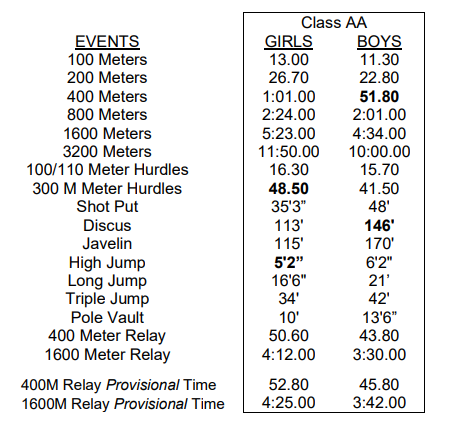 Class AA
EVENTS GIRLS BOYS
100 Meters 13.00 11.30
200 Meters 26.70 22.80
400 Meters 1:01.00 51.80
800 Meters 2:24.00 2:01.00
1600 Meters 5:23.00 4:34.00
3200 Meters 11:50.00 10:00.00
100/110 Meter Hurdles 16.30 15.70
300 M Meter Hurdles 48.50 41.50
Shot Put 35'3” 48'
Discus 113' 146'
Javelin 115' 170'
High Jump 5'2” 6'2"
Long Jump 16'6" 21’
Triple Jump 34' 42'
Pole Vault 10' 13'6”
400 Meter Relay 50.60 43.80
1600 Meter Relay 4:12.00 3:30.00
400M Relay Provisional Time 52.80 45.80
1600M Relay Provisional Time 4:25.00 3:42.00